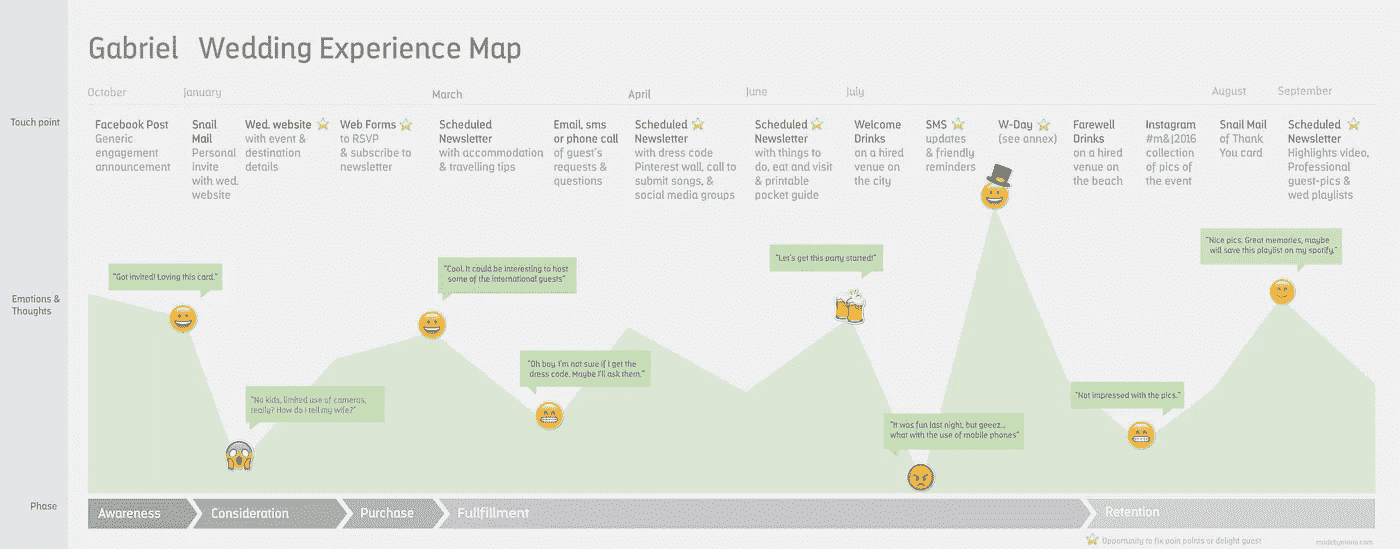 Gabriel Wedding Experience Map
October January March April June July August September
Touch point
Facebook Post
Generic
engagement
announcement
Snail
Mail
Personal
invite
with wed.
website
Wed. website
with event &
destination
details
Web Forms
to RSVP
& subscribe to
newsletter
Scheduled
Newsletter
with accommodation
& travelling tips
Email, sms
or phone call
of guest's
requests &
questions
Scheduled
Newsletter
with dress code
Pinterest wall, call to
submit songs, &
social media groups
Scheduled
Newsletter
with things to
do, eat and visit
& printable
pocket guide
Welcome
Drinks
on a hired
venue on
the city
SMS
updates
& friendly
reminders
W-Day
(see annex)
Farewell
Drinks
on a hired
venue on
the beach
Instagram
#m&J2016
collection
of pics of
the event
Snail Mail
of Thank
You card
Scheduled
Newsletter
Highlights video,
Professional
guest-pics &
wed playlists
Emotions &
Thoughts
"Got invited! Loving this card."
"No kids, limited use of cameras,
really? How do I tell my wife?"
"Cool. It could be interesting to host
some of the international guests"
"Oh boy I'm not sure if I get the
dress code. Maybe I'll ask them."
"Let's get this party started!"
"It was fun last night, but geeez...
what with the use of mobile phones"
"Not impressed with the pics."
"Nice pics. Great memories, maybe
will save this playlist on my spotify."
Phase
Awareness
Consideration
Purchase
Fullfillment
Retention
Opportunity to fix pain points or delight guest
madebymaria.com